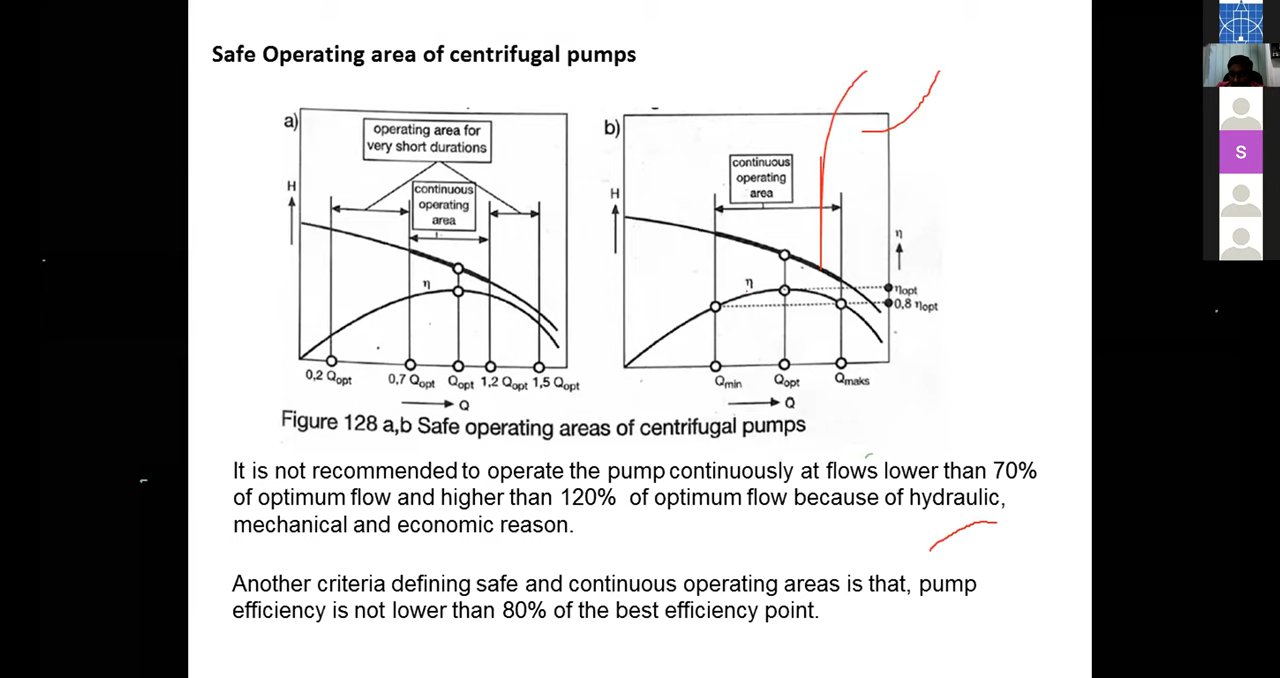 Safe Operating area of centrifugal pumps
a)
operating area for
very short durations
H
continuous
operating
area
η
0,2 Qopt
0,7 Qopt
Qopt
1,2 Qopt
1,5 Qopt
Q
b)
continuous
operating
area
H
η
η
ηopt
0,8 ηopt
Qmin
Qopt
Qmaks
Q
Figure 128 a,b Safe operating areas of centrifugal pumps
It is not recommended to operate the pump continuously at flows lower than 70%
of optimum flow and higher than 120% of optimum flow because of hydraulic,
mechanical and economic reason.
Another criteria defining safe and continuous operating areas is that, pump
efficiency is not lower than 80% of the best efficiency point.
S